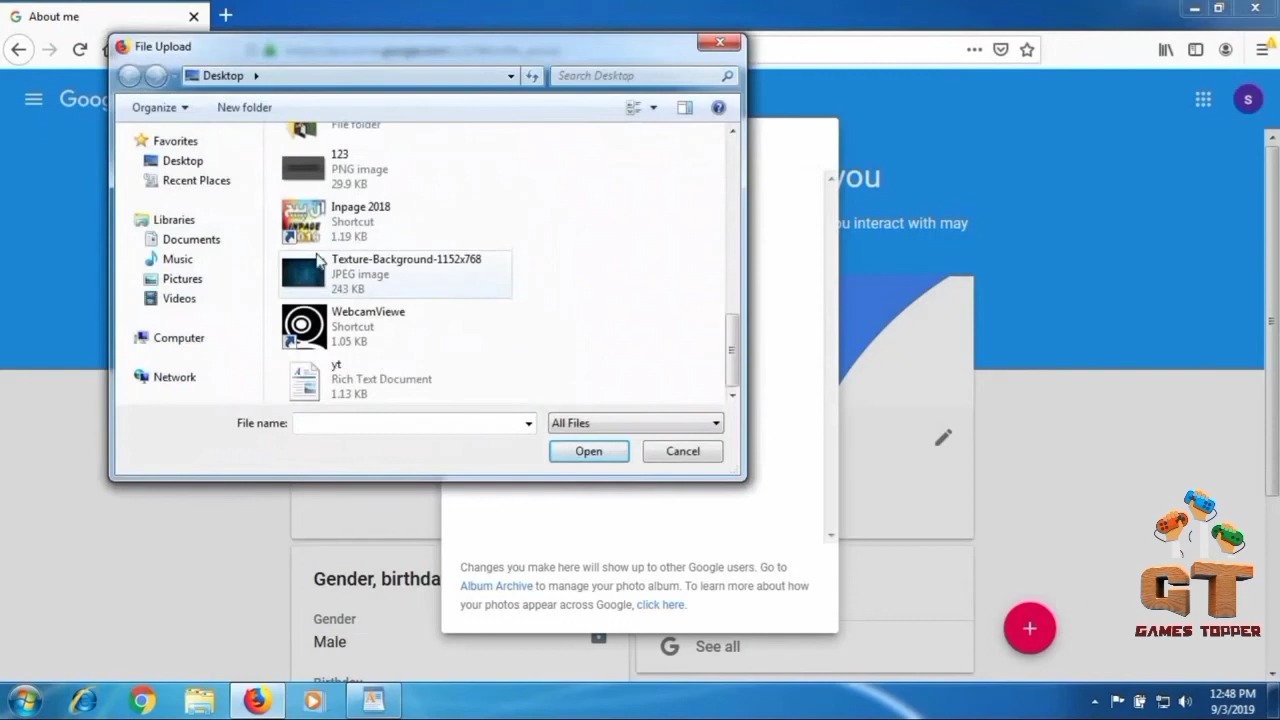 About me
File Upload
Desktop
Search Desktop
Organize
New folder
Favorites
Desktop
Recent Places
Libraries
Documents
Music
Pictures
Videos
Computer
Network
File folder
123
PNG image
29.9 KB
Inpage 2018
Shortcut
1.19 KB
Texture-Background-1152x768
JPEG image
243 KB
WebcamViewe
Shortcut
1.05 KB
yt
Rich Text Document
1.13 KB
File name:
All Files
Open
Cancel
Goog
S
you
ou interact with may
Changes you make here will show up to other Google users. Go to
Album Archive to manage your photo album. To learn more about how
your photos appear across Google, click here.
Gender, birthda
Gender
Male
See all
GT
GAMES TOPPER
12:48 PM
9/3/2019